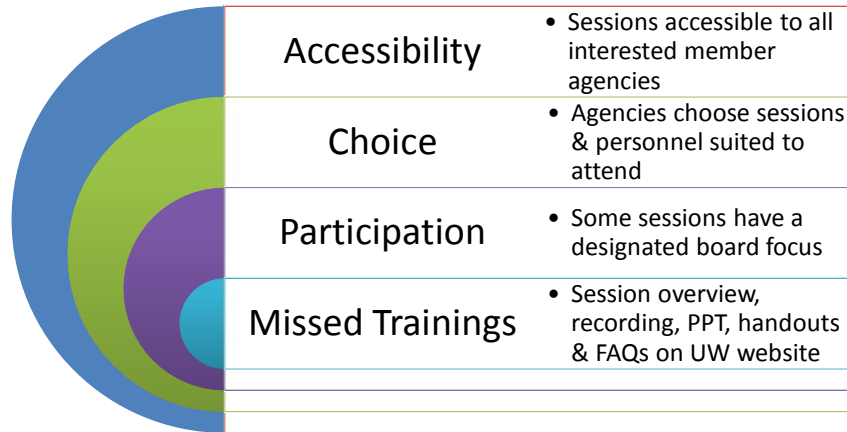 Accessibility
• Sessions accessible to all
interested member
agencies
Choice
• Agencies choose sessions
& personnel suited to
attend
Participation
• Some sessions have a
designated board focus
Missed Trainings
• Session overview,
recording, PPT, handouts
& FAQs on UW website